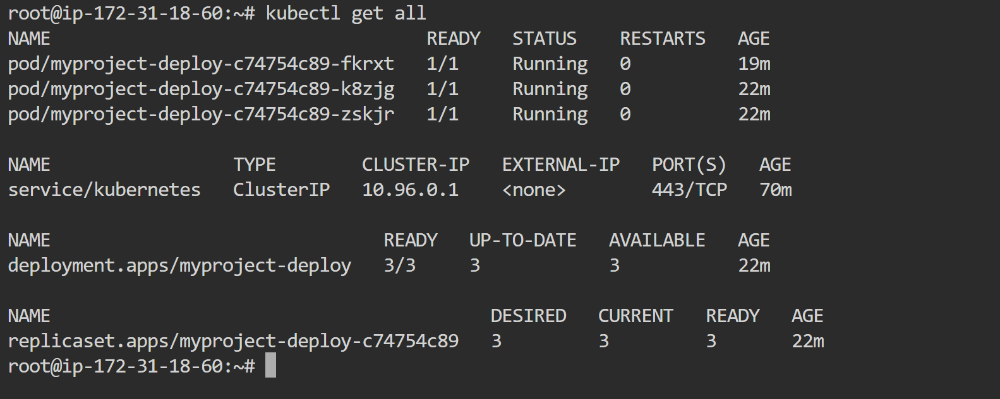 root@ip-172-31-18-60:~# kubectl get all
NAME                                   READY   STATUS    RESTARTS   AGE
pod/myproject-deploy-c74754c89-fkrxt   1/1     Running   0          19m
pod/myproject-deploy-c74754c89-k8zjg   1/1     Running   0          22m
pod/myproject-deploy-c74754c89-zskjr   1/1     Running   0          22m

NAME                 TYPE        CLUSTER-IP   EXTERNAL-IP   PORT(S)   AGE
service/kubernetes   ClusterIP   10.96.0.1    <none>        443/TCP   70m

NAME                               READY   UP-TO-DATE   AVAILABLE   AGE
deployment.apps/myproject-deploy   3/3     3            3           22m

NAME                                         DESIRED   CURRENT   READY   AGE
replicaset.apps/myproject-deploy-c74754c89   3         3         3       22m
root@ip-172-31-18-60:~#